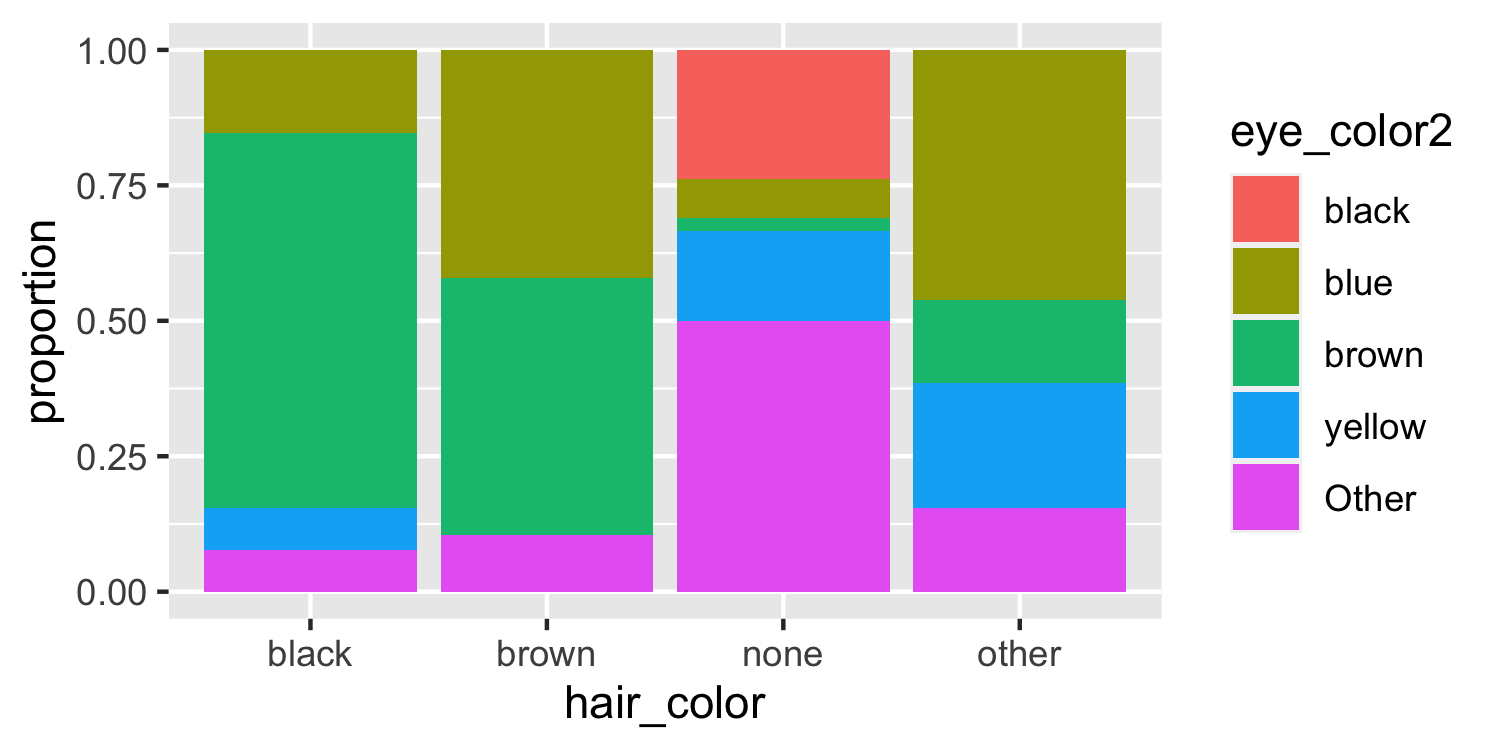 1.00
0.75
0.50
0.25
0.00
proportion
black
brown
none
other
hair_color
eye_color2
black
blue
brown
yellow
Other